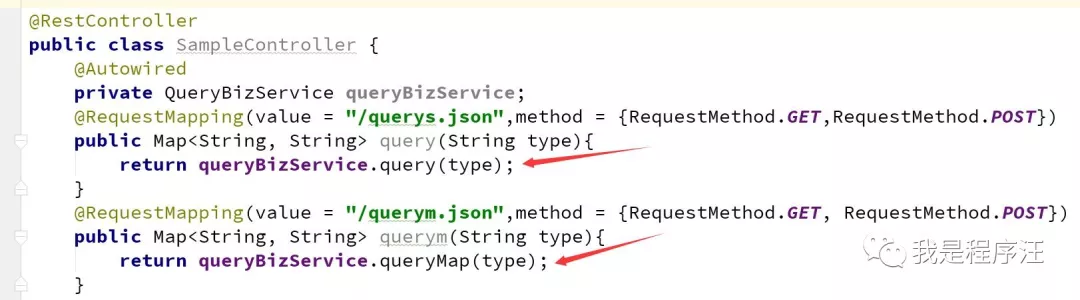 @RestController
public class SampleController {
@Autowired
private QueryBizService queryBizService;
@RequestMapping(value = "/querys.json",method = {RequestMethod.GET,RequestMethod.POST})
public Map<String, String> query(String type){
return queryBizService.query(type);
}
@RequestMapping(value = "/querym.json",method = {RequestMethod.GET, RequestMethod.POST})
public Map<String, String> querym(String type){
return queryBizService.queryMap(type);
}
我是程序汪